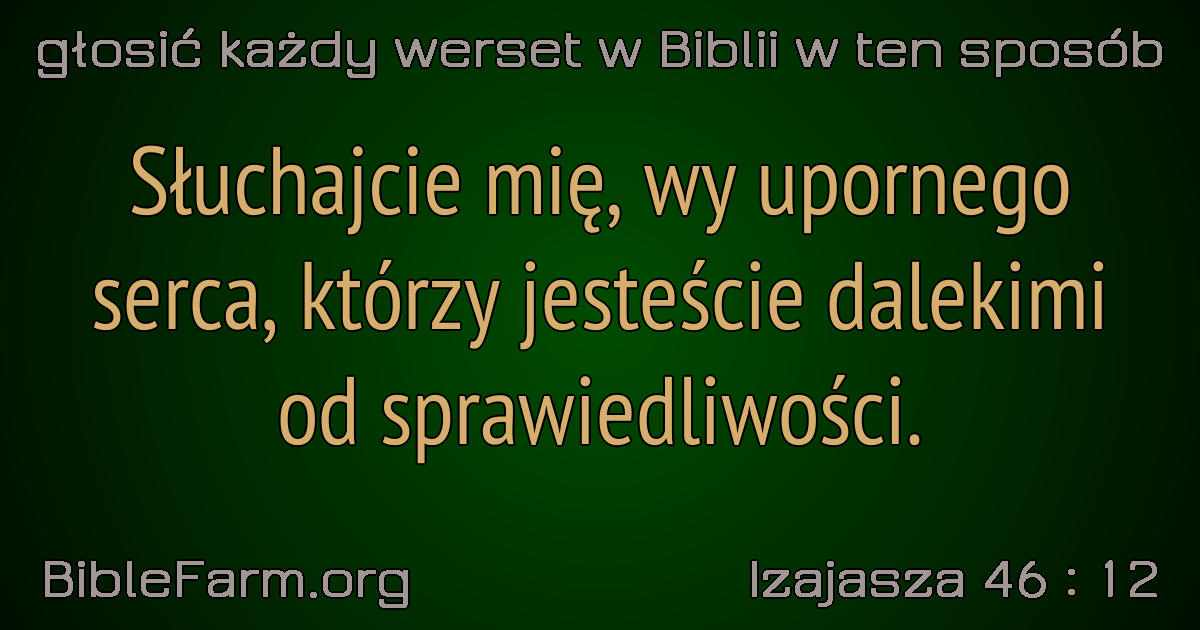 głosić każdy werset w Biblii w ten sposób
Słuchajcie mię, wy upornego
serca, którzy jesteście dalekimi
od sprawiedliwości.
BibleFarm.org
Izajasza 46 : 12